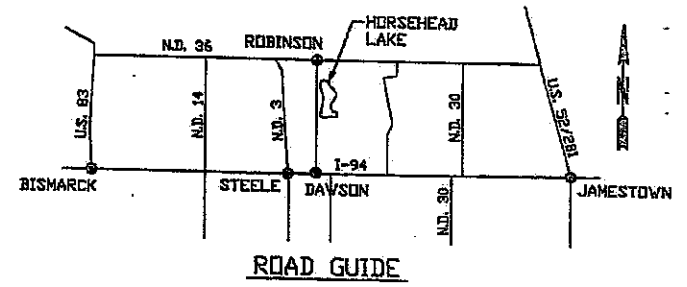 HORSEHEAD
LAKE
N.D. 36
ROBINSON
U.S. 83
N.D. 14
N.D. 3
N.D. 30
U.S. 52/281
I-94
BISMARCK
STEELE
DAWSON
N.D. 30
JAMESTOWN
ROAD GUIDE